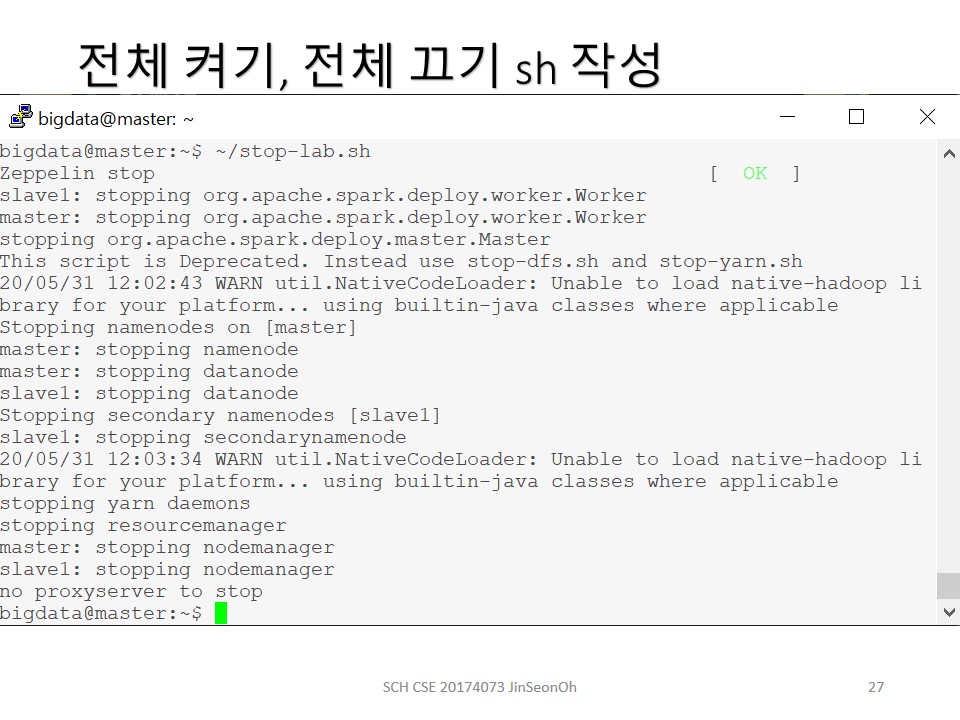 전체 켜기, 전체 끄기 sh 작성
bigdata@master: ~
bigdata@master:~$ ~/stop-lab.sh
Zeppelin stop [ OK ]
slave1: stopping org.apache.spark.deploy.worker.Worker
master: stopping org.apache.spark.deploy.worker.Worker
stopping org.apache.spark.deploy.master.Master
This script is Deprecated. Instead use stop-dfs.sh and stop-yarn.sh
20/05/31 12:02:43 WARN util.NativeCodeLoader: Unable to load native-hadoop li
brary for your platform... using builtin-java classes where applicable
Stopping namenodes on [master]
master: stopping namenode
master: stopping datanode
slave1: stopping datanode
Stopping secondary namenodes [slave1]
slave1: stopping secondarynamenode
20/05/31 12:03:34 WARN util.NativeCodeLoader: Unable to load native-hadoop li
brary for your platform... using builtin-java classes where applicable
stopping yarn daemons
stopping resourcemanager
master: stopping nodemanager
slave1: stopping nodemanager
no proxyserver to stop
bigdata@master:~$
SCH CSE 20174073 JinSeonOh
27